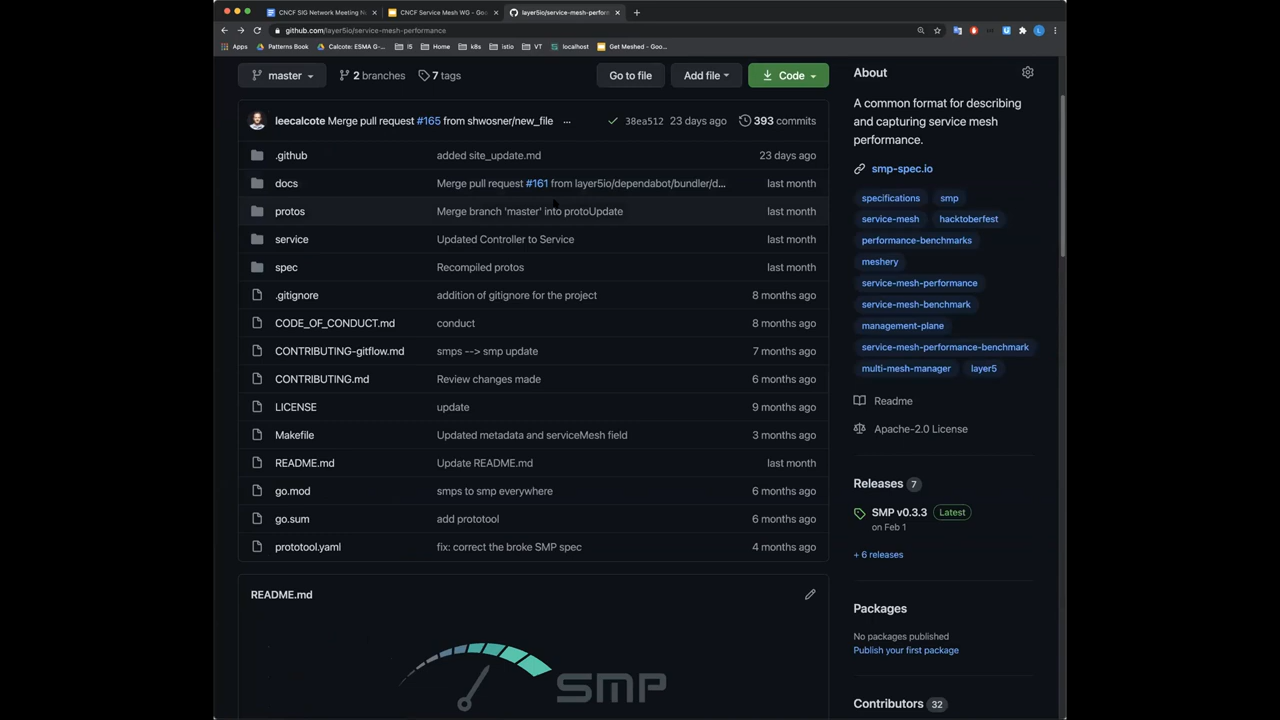 CNCF SIG Network Meeting N
CNCF Service Mesh WG - Goo
layer5io/service-mesh-perform
github.com/layer5io/service-mesh-performance
Apps
Patterns Book
Calcote: ESMA G-...
l5
Home
k8s
istio
VT
localhost
Get Meshed - Goo...
master
2 branches
7 tags
Go to file
Add file
Code
leecalcote Merge pull request #165 from shwosner/new_file ... 38ea512 23 days ago 393 commits
.github added site_update.md 23 days ago
docs Merge pull request #161 from layer5io/dependabot/bundler/d... last month
protos Merge branch 'master' into protoUpdate last month
service Updated Controller to Service last month
spec Recompiled protos last month
.gitignore addition of gitignore for the project 8 months ago
CODE_OF_CONDUCT.md conduct 8 months ago
CONTRIBUTING-gitflow.md smps --> smp update 7 months ago
CONTRIBUTING.md Review changes made 6 months ago
LICENSE update 9 months ago
Makefile Updated metadata and serviceMesh field 3 months ago
README.md Update README.md last month
go.mod smps to smp everywhere 6 months ago
go.sum add prototool 6 months ago
prototool.yaml fix: correct the broke SMP spec 4 months ago
README.md
SMP
About
A common format for describing
and capturing service mesh
performance.
smp-spec.io
specifications smp
service-mesh hacktoberfest
performance-benchmarks
meshery
service-mesh-performance
service-mesh-benchmark
management-plane
service-mesh-performance-benchmark
multi-mesh-manager layer5
Readme
Apache-2.0 License
Releases 7
SMP v0.3.3 Latest
on Feb 1
+ 6 releases
Packages
No packages published
Publish your first package
Contributors 32